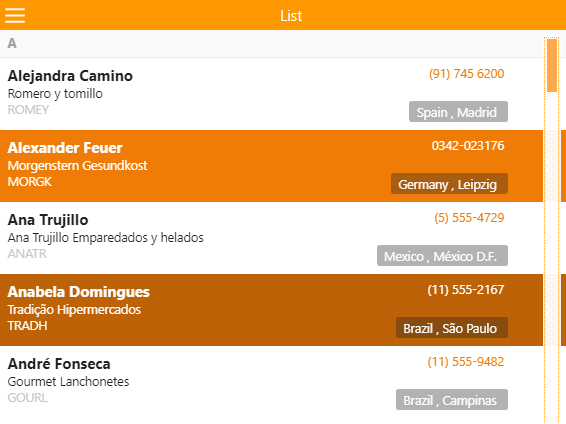 List
A
Alejandra Camino (91) 745 6200
Romero y tomillo
ROMEY Spain , Madrid
Alexander Feuer 0342-023176
Morgenstern Gesundkost
MORGK Germany , Leipzig
Ana Trujillo (5) 555-4729
Ana Trujillo Emparedados y helados
ANATR Mexico , México D.F.
Anabela Domingues (11) 555-2167
Tradição Hipermercados
TRADH Brazil , São Paulo
André Fonseca (11) 555-9482
Gourmet Lanchonetes
GOURL Brazil , Campinas